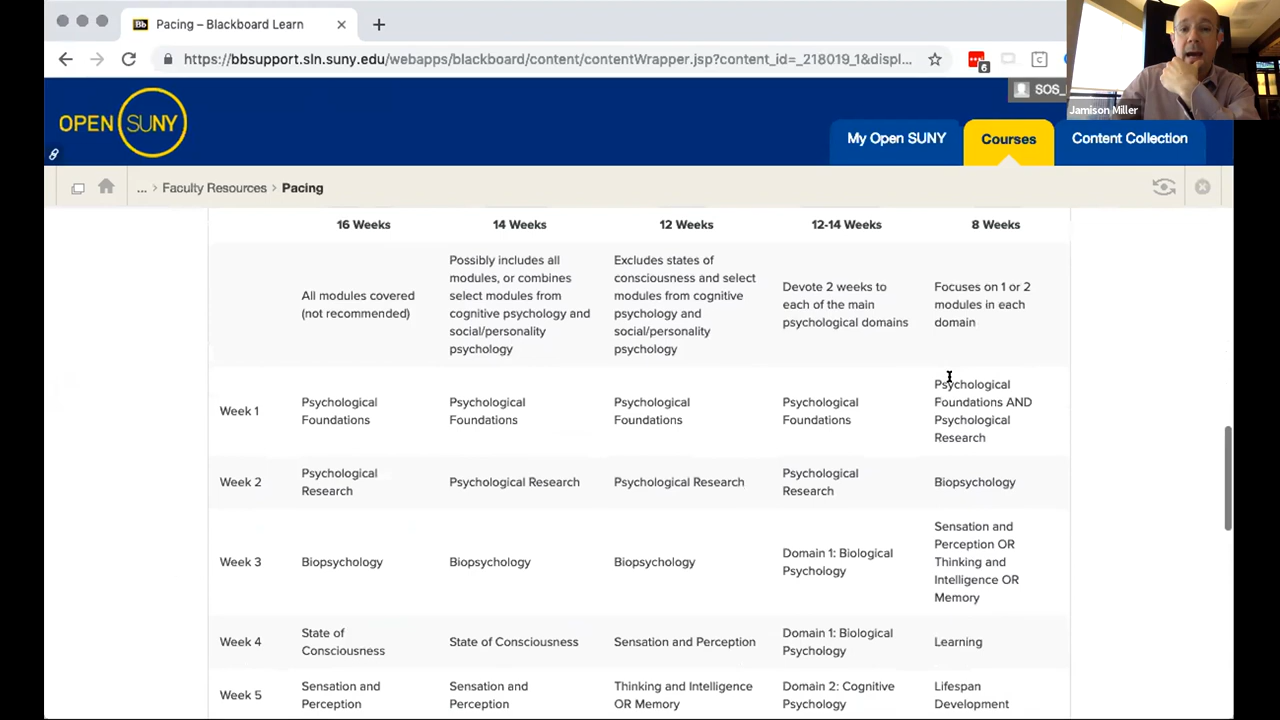 Pacing – Blackboard Learn
https://bbsupport.sln.suny.edu/webapps/blackboard/content/contentWrapper.jsp?content_id=_218019_1&displ...
6
Jamison Miller
SOS_
OPEN SUNY
My Open SUNY
Courses
Content Collection
... > Faculty Resources > Pacing
16 Weeks
14 Weeks
12 Weeks
12-14 Weeks
8 Weeks
All modules covered
(not recommended)
Possibly includes all
modules, or combines
select modules from
cognitive psychology and
social/personality
psychology
Excludes states of
consciousness and select
modules from cognitive
psychology and
social/personality
psychology
Devote 2 weeks to
each of the main
psychological domains
Focuses on 1 or 2
modules in each
domain
Week 1
Psychological
Foundations
Psychological
Foundations
Psychological
Foundations
Psychological
Foundations
Psychological
Foundations AND
Psychological
Research
Week 2
Psychological
Research
Psychological Research
Psychological Research
Psychological
Research
Biopsychology
Week 3
Biopsychology
Biopsychology
Biopsychology
Domain 1: Biological
Psychology
Sensation and
Perception OR
Thinking and
Intelligence OR
Memory
Week 4
State of
Consciousness
State of Consciousness
Sensation and Perception
Domain 1: Biological
Psychology
Learning
Week 5
Sensation and
Perception
Sensation and
Perception
Thinking and Intelligence
OR Memory
Domain 2: Cognitive
Psychology
Lifespan
Development